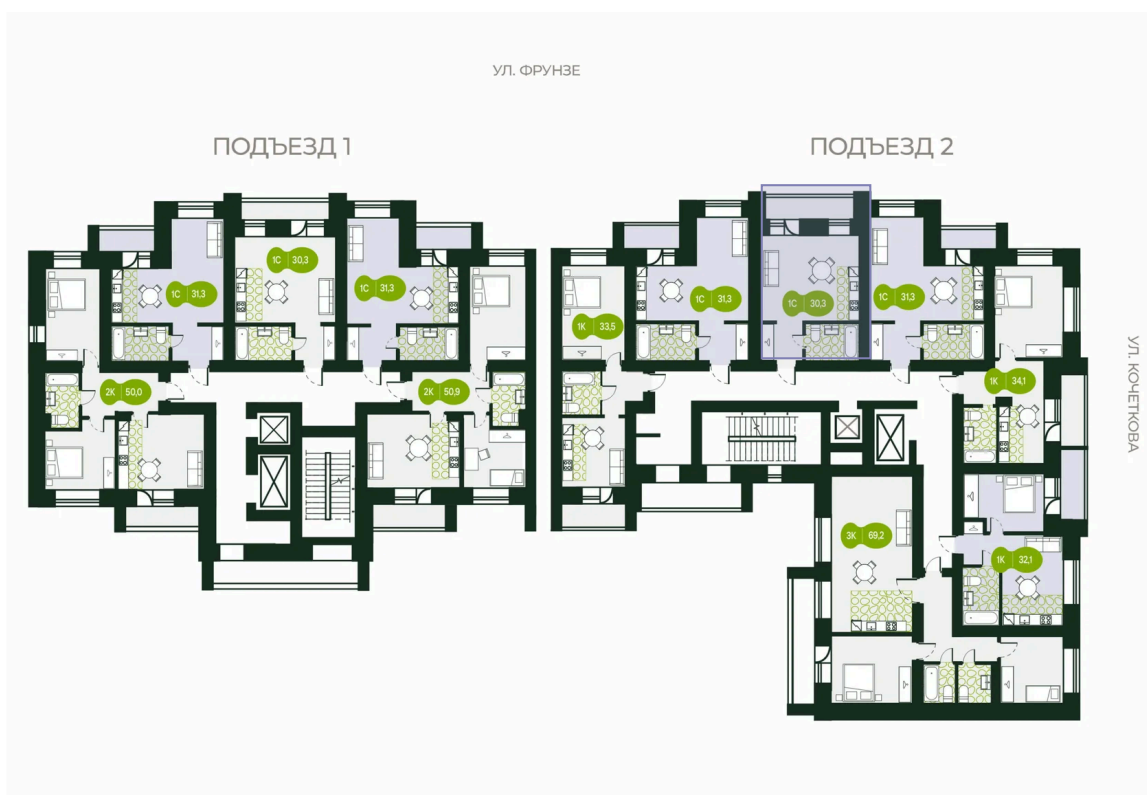 УЛ. ФРУНЗЕ
ПОДЪЕЗД 1
ПОДЪЕЗД 2
1С 30,3
1С 31,3
1С 31,3
2К 50,0
2К 50,9
1С 31,3
1С 30,3
1С 31,3
1К 33,5
1К 34,1
УЛ. КОЧЕТКОВА
3К 69,2
1К 32,1